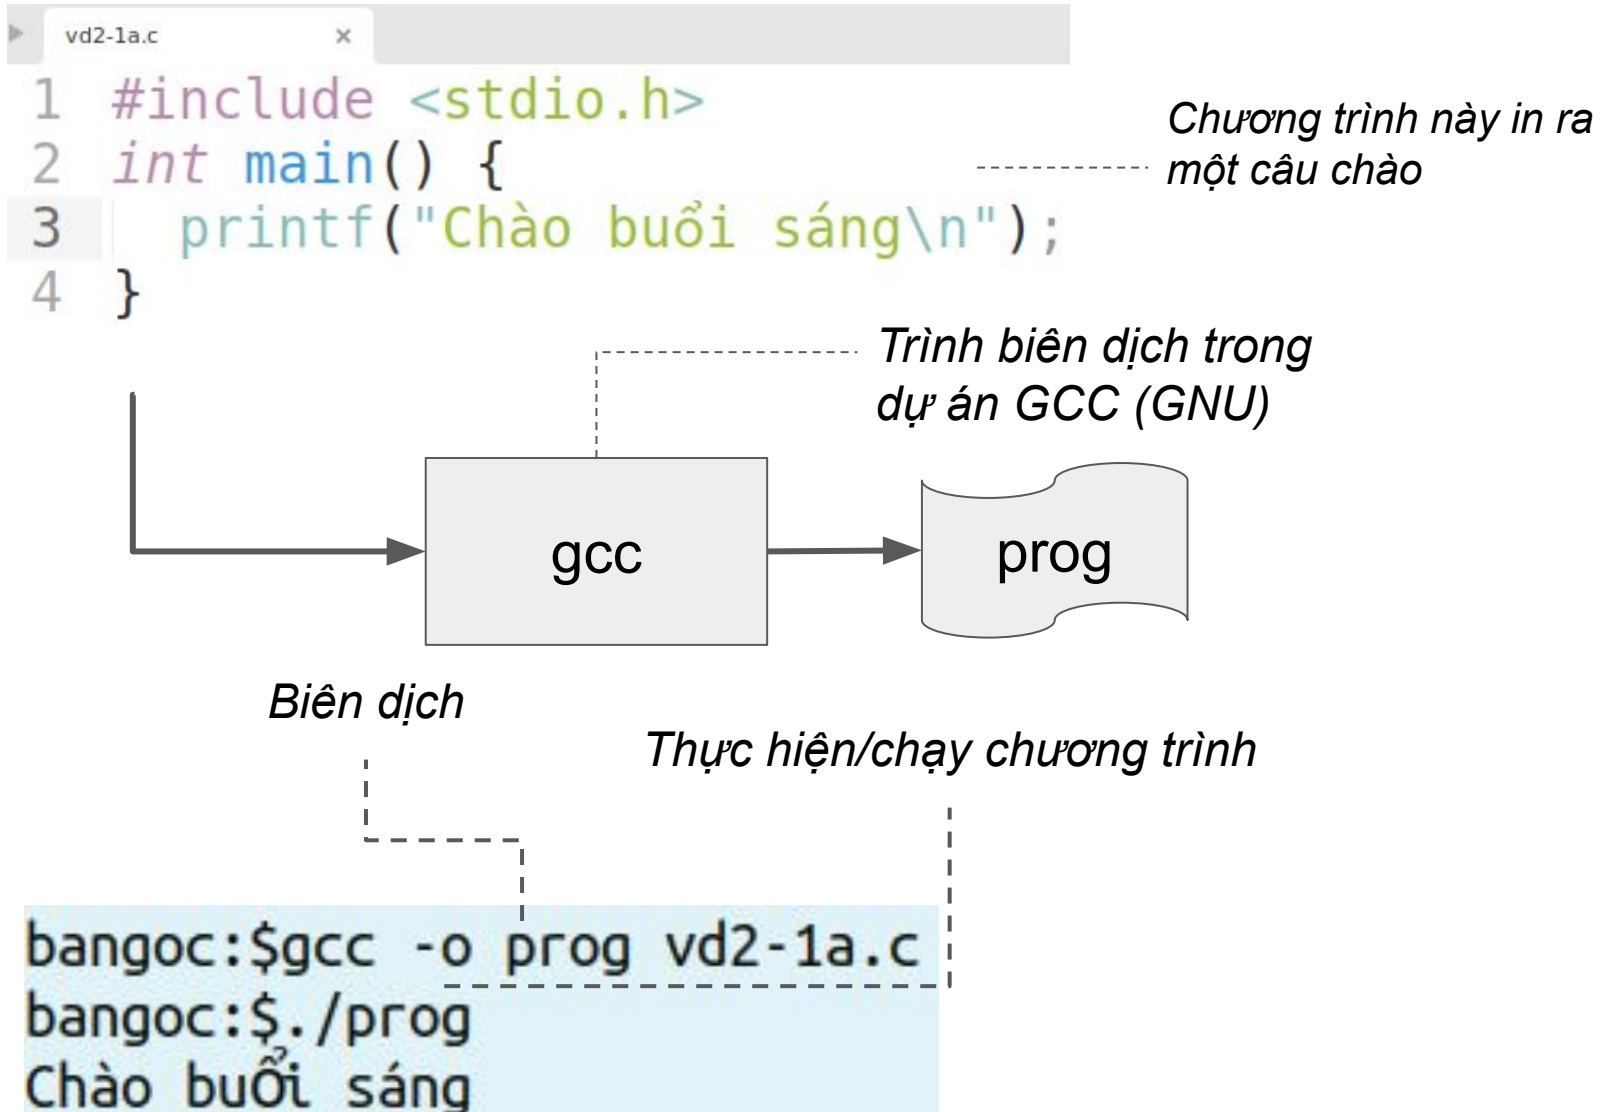 vd2-1a.c ×
1 #include <stdio.h>
2 int main() {
3 printf("Chào buổi sáng\n");
4 }
Chương trình này in ra
một câu chào
Trình biên dịch trong
dự án GCC (GNU)
gcc
prog
Biên dịch
Thực hiện/chạy chương trình
bangoc:$gcc -o prog vd2-1a.c
bangoc:$./prog
Chào buổi sáng